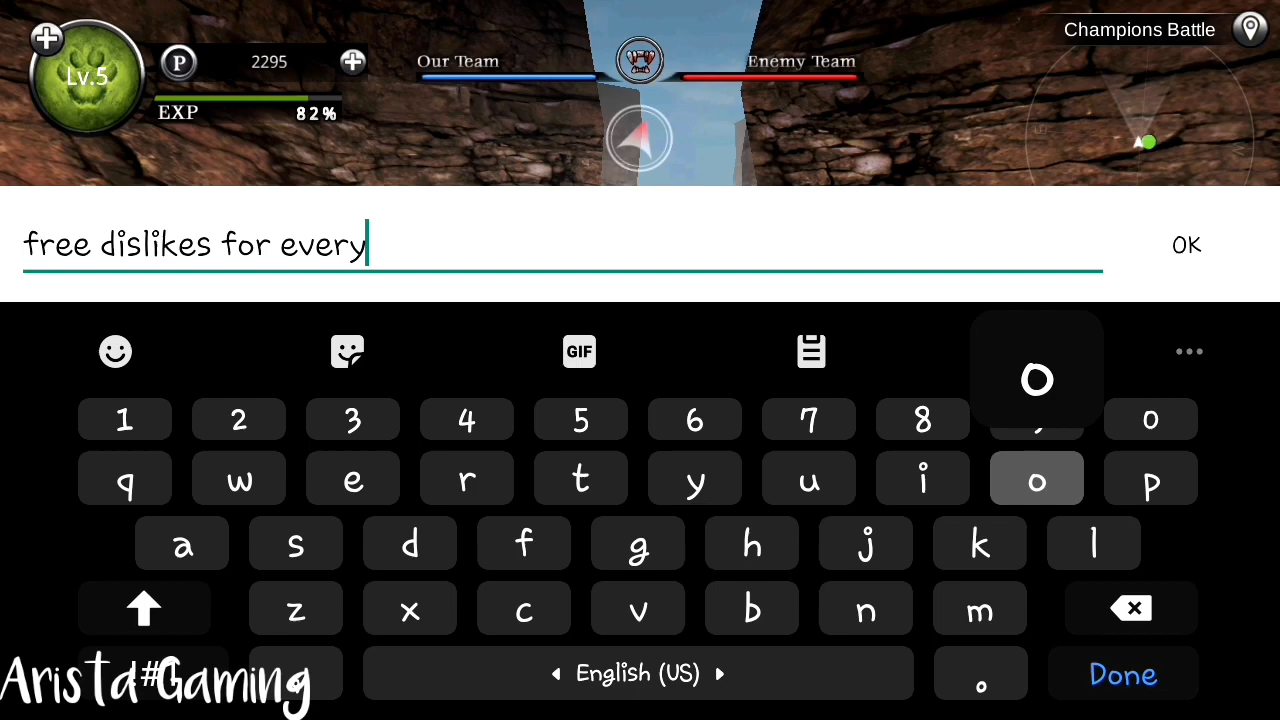 Champions Battle
Lv.5
P 2295
Our Team
Enemy Team
EXP 82%
free dislikes for every
OK
GIF
o
1 2 3 4 5 6 7 8 0
q w e r t y u i o p
a s d f g h j k l
z x c v b n m
English (US) . Done
Arista Gaming